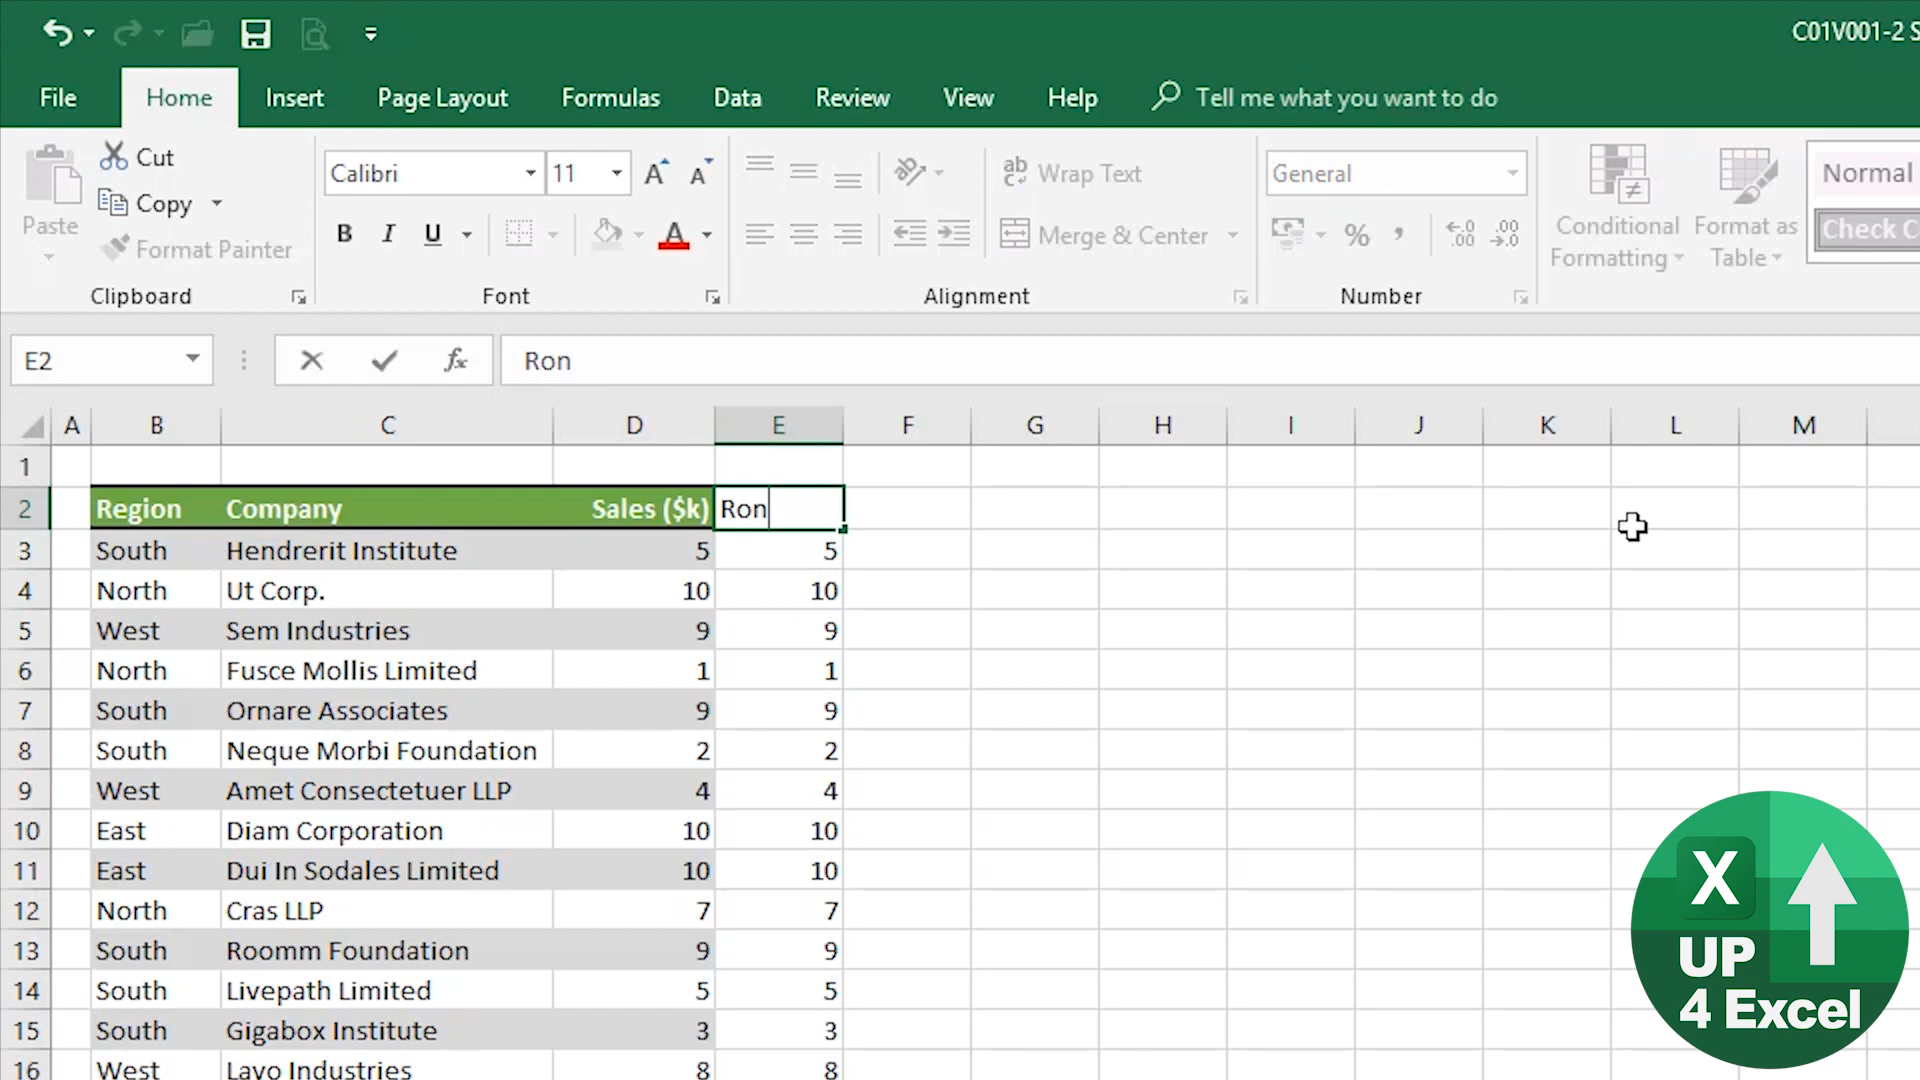 C01V001-2 S
File Home Insert Page Layout Formulas Data Review View Help Tell me what you want to do
Cut
Copy
Format Painter
Paste
Clipboard
Calibri 11 A A
B I U A
Font
ab Wrap Text
Merge & Center
Alignment
General
% , .00 .00 .0
Number
Conditional Formatting
Format as Table
Normal
Check C
E2 fx Ron
A B C D E F G H I J K L M
1
2 Region Company Sales ($k) Ron
3 South Hendrerit Institute 5 5
4 North Ut Corp. 10 10
5 West Sem Industries 9 9
6 North Fusce Mollis Limited 1 1
7 South Ornare Associates 9 9
8 South Neque Morbi Foundation 2 2
9 West Amet Consectetuer LLP 4 4
10 East Diam Corporation 10 10
11 East Dui In Sodales Limited 10 10
12 North Cras LLP 7 7
13 South Roomm Foundation 9 9
14 South Livepath Limited 5 5
15 South Gigabox Institute 3 3
16 West Layo Industries 8 8
X
UP
4 Excel